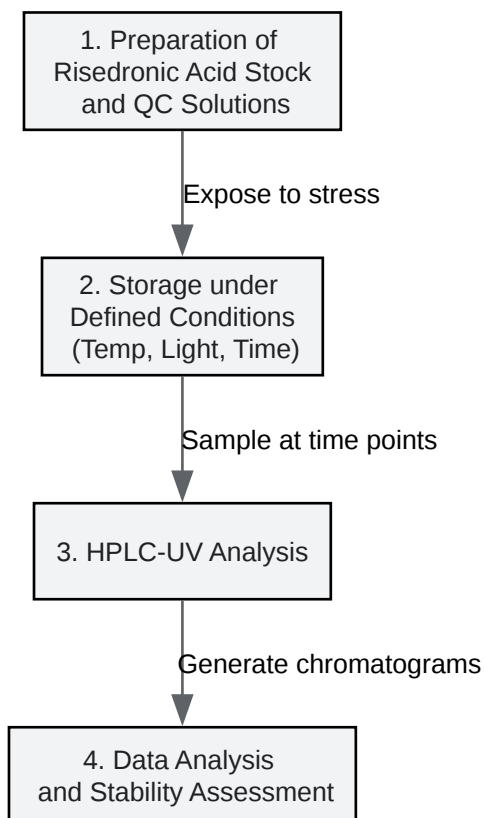 1. Preparation of
Risedronic Acid Stock
and QC Solutions
Expose to stress
2. Storage under
Defined Conditions
(Temp, Light, Time)
Sample at time points
3. HPLC-UV Analysis
Generate chromatograms
4. Data Analysis
and Stability Assessment